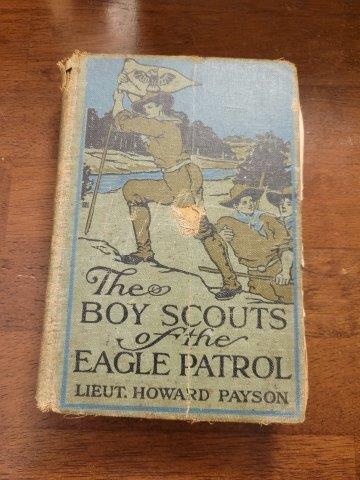 The
BOY SCOUTS
of the
EAGLE PATROL
LIEUT. HOWARD PAYSON